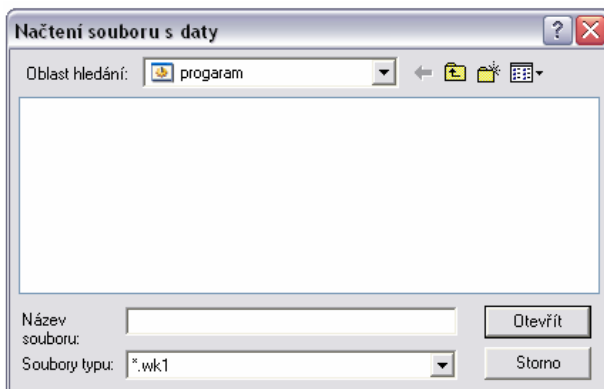 Načtení souboru s daty
Oblast hledání: progaram
Název
souboru:
Otevřít
Soubory typu: *.wk1
Storno